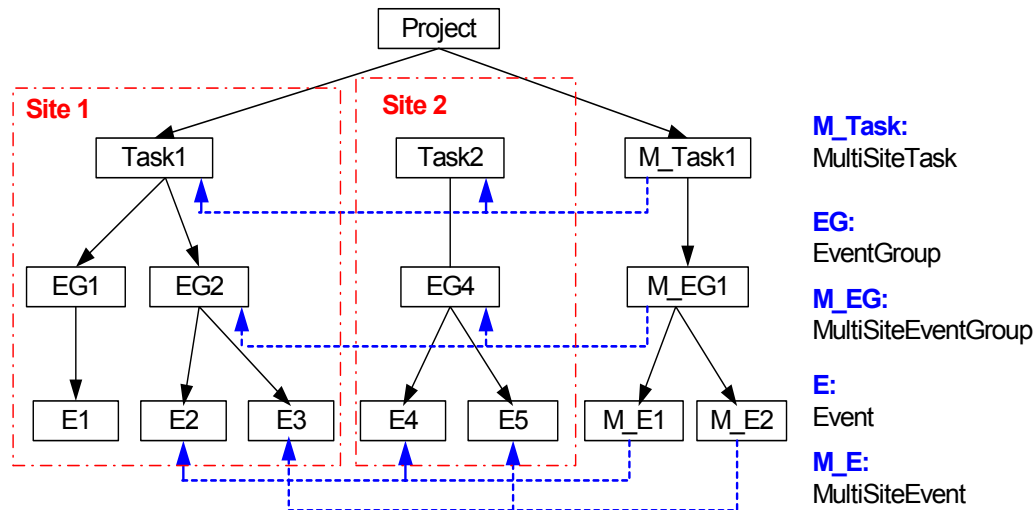 Project
Site 1
Site 2
Task1
Task2
M_Task1
EG1
EG2
EG4
M_EG1
E1
E2
E3
E4
E5
M_E1
M_E2
M_Task:
MultiSiteTask
EG:
EventGroup
M_EG:
MultiSiteEventGroup
E:
Event
M_E:
MultiSiteEvent